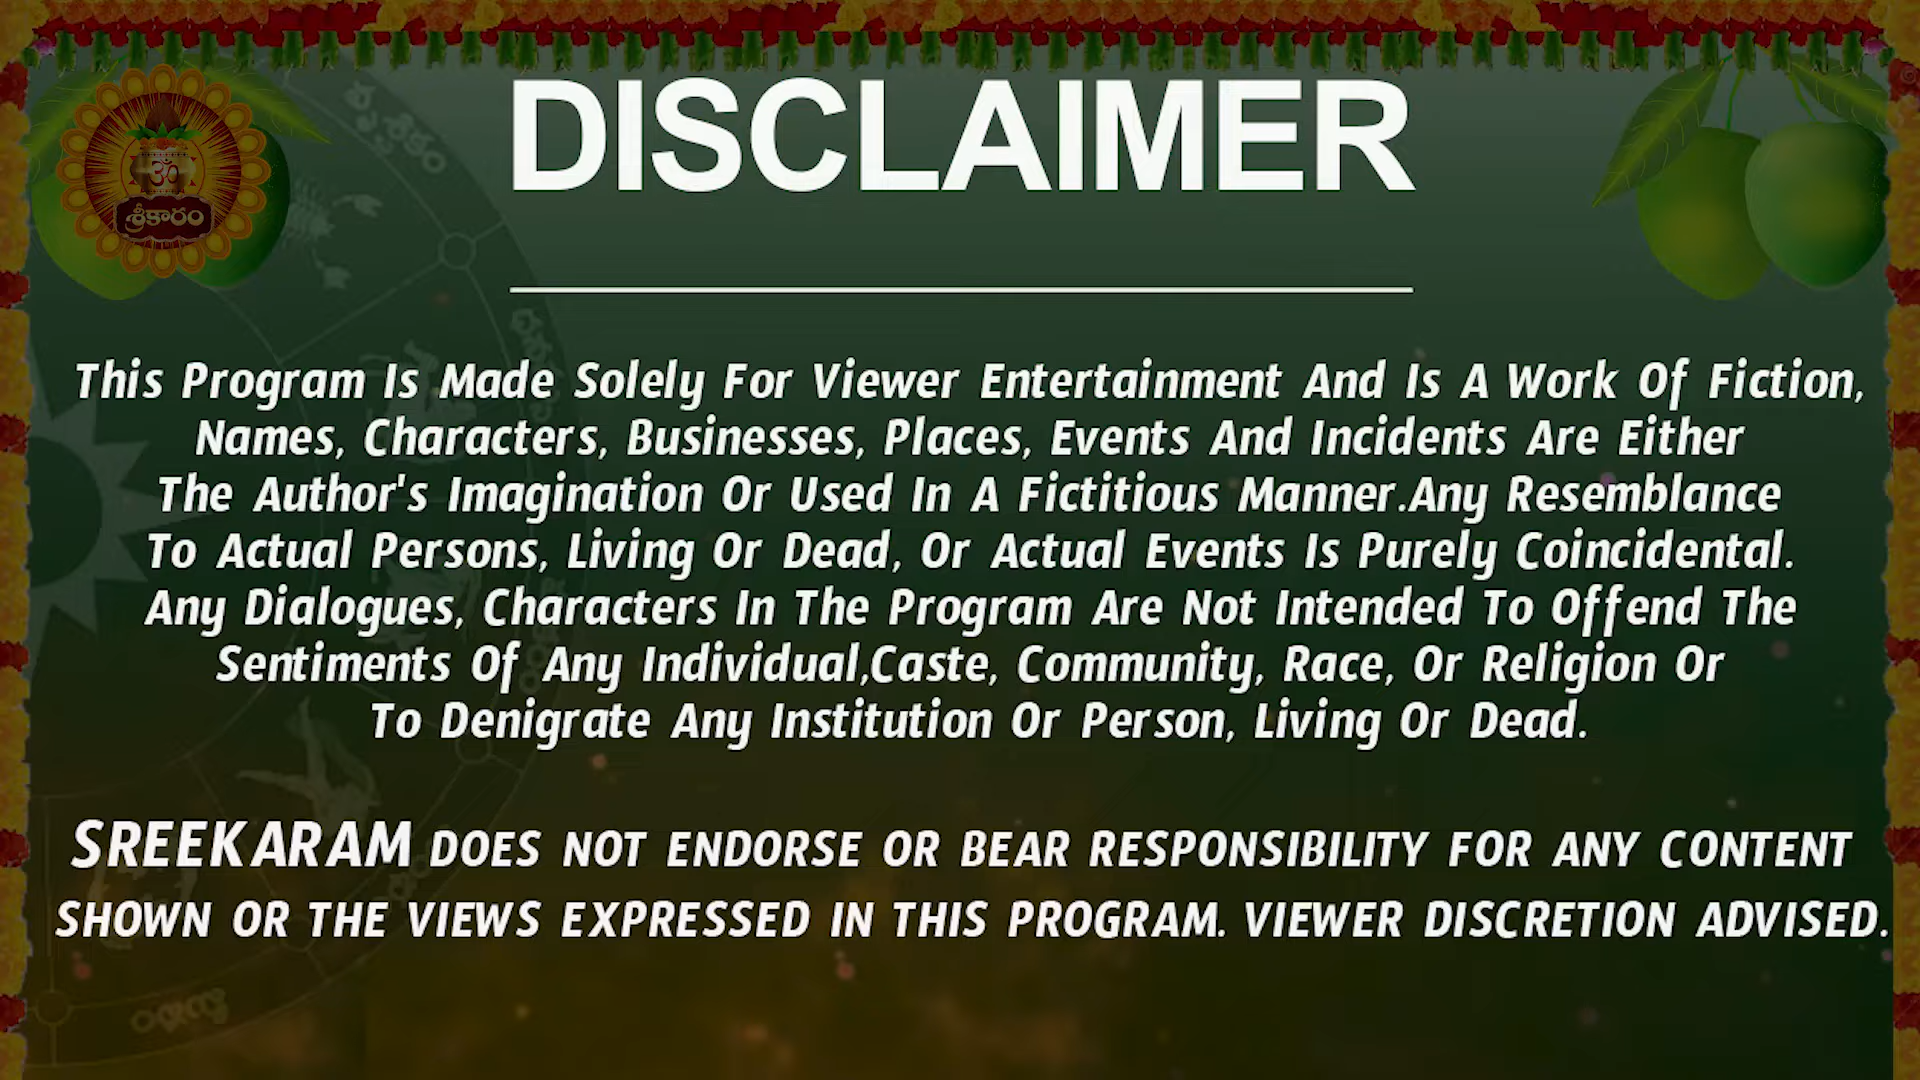 DISCLAIMER
ॐ
శ్రీకారం
This Program Is Made Solely For Viewer Entertainment And Is A Work Of Fiction,
Names, Characters, Businesses, Places, Events And Incidents Are Either
The Author's Imagination Or Used In A Fictitious Manner.Any Resemblance
To Actual Persons, Living Or Dead, Or Actual Events Is Purely Coincidental.
Any Dialogues, Characters In The Program Are Not Intended To Offend The
Sentiments Of Any Individual,Caste, Community, Race, Or Religion Or
To Denigrate Any Institution Or Person, Living Or Dead.
SREEKARAM DOES NOT ENDORSE OR BEAR RESPONSIBILITY FOR ANY CONTENT
SHOWN OR THE VIEWS EXPRESSED IN THIS PROGRAM. VIEWER DISCRETION ADVISED.